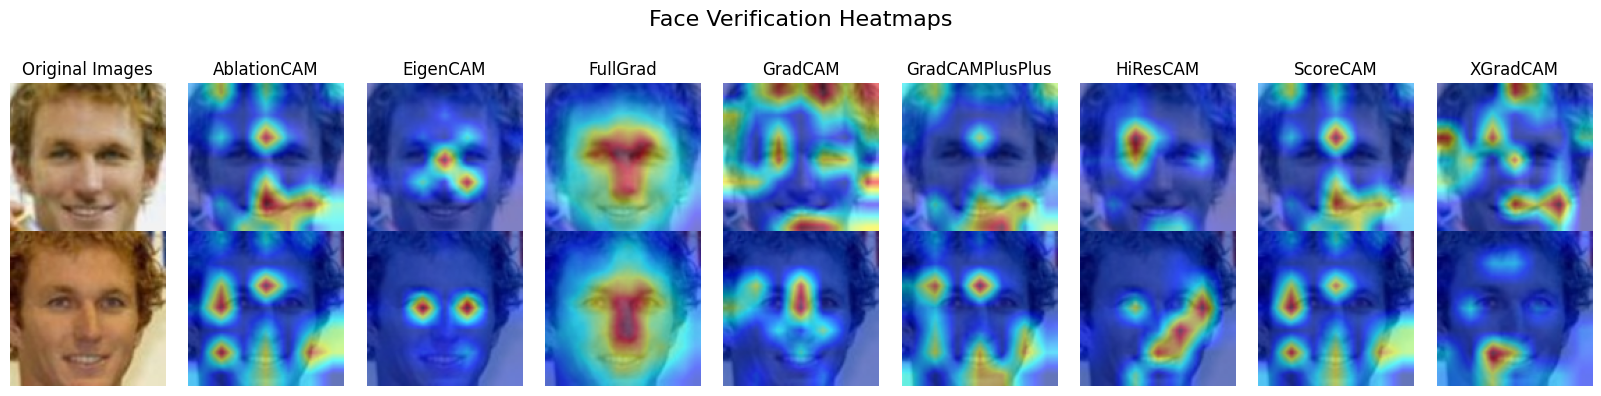 Face Verification Heatmaps
Original Images AblationCAM EigenCAM FullGrad GradCAM GradCAMPlusPlus HiResCAM ScoreCAM XGradCAM